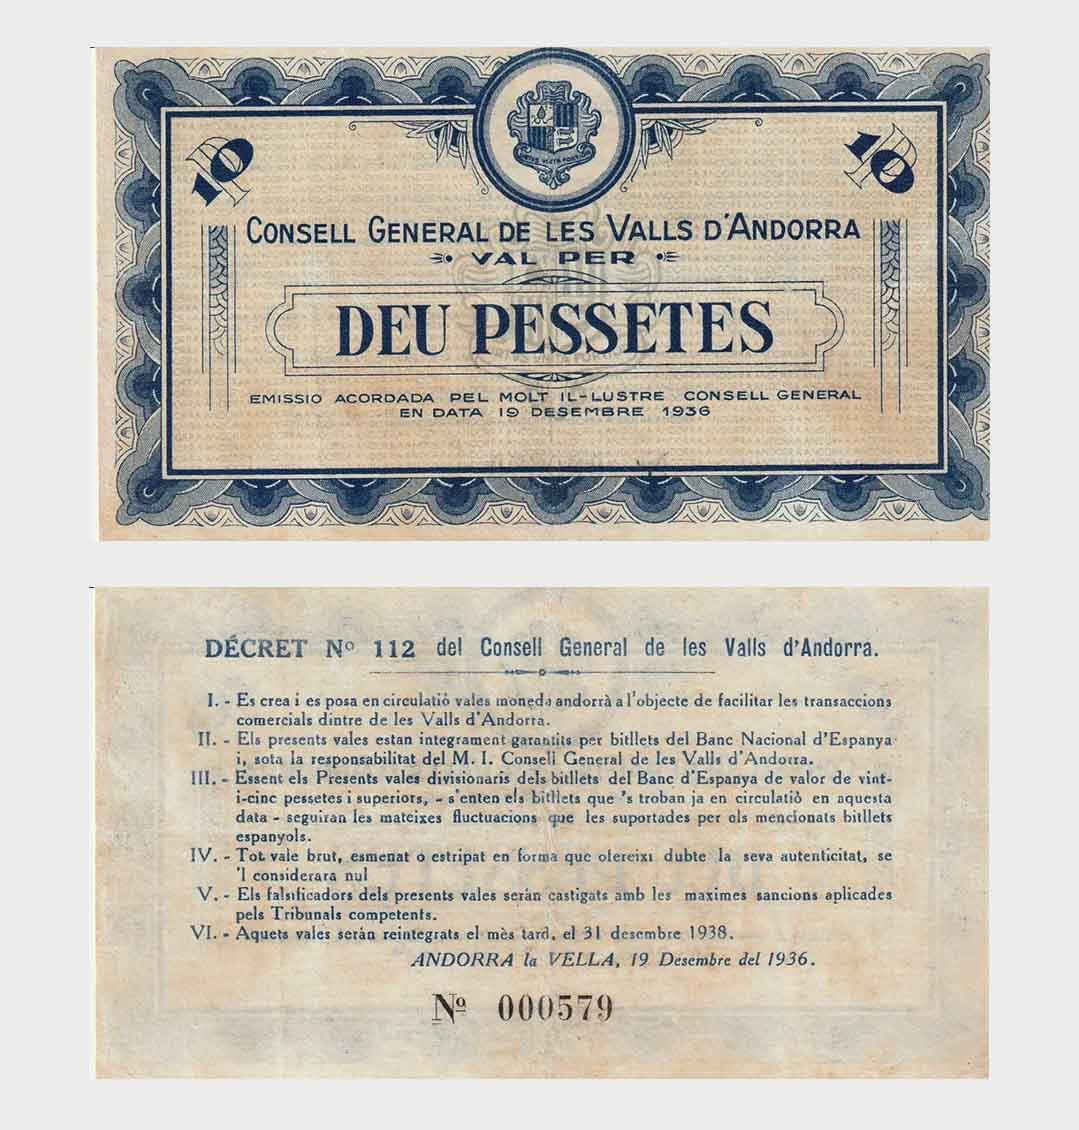 10 P
10 P
VIRTVS VNITA FORTIOR
CONSELL GENERAL DE LES VALLS D'ANDORRA
VAL PER
DEU PESSETES
EMISSIO ACORDADA PEL MOLT IL-LUSTRE CONSELL GENERAL
EN DATA 19 DESEMBRE 1936
DÉCRET Nº 112 del Consell General de les Valls d'Andorra.
I. - Es crea i es posa en circulatiò vales moneda andorrà a l'objecte de facilitar les transaccions
comercials dintre de les Valls d'Andorra.
II. - Els presents vales estan integrament garantits per bitllets del Banc Nacional d'Espanya
i, sota la responsabilitat del M. I. Consell General de les Valls d'Andorra.
III. - Essent els Presents vales divisionaris dels bitllets del Banc d'Espanya de valor de vint-
i-cinc pessetes i superiors, - s'enten els bitllets que 's troban ja en circulatiò en aquesta
data - seguiran les mateixes fluctuacions que les suportades per els mencionats bitllets
espanyols.
IV. - Tot vale brut, esmenat o estripat en forma que ofereixi dubte la seva autenticitat, se
'l considerara nul
V. - Els falsificadors dels presents vales seràn castigats amb les maximes sancions aplicades
pels Tribunals competents.
VI. - Aquets vales seràn reintegrats el mès tard, el 31 desembre 1938.
ANDORRA la VELLA, 19 Desembre del 1936.
Nº 000579